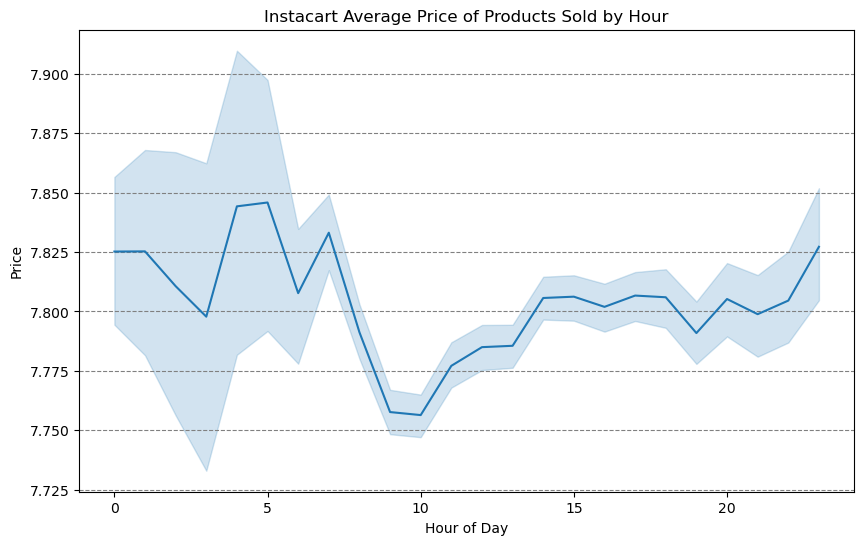 Instacart Average Price of Products Sold by Hour
7.900
7.875
7.850
7.825
7.800
7.775
7.750
7.725
Price
0 5 10 15 20
Hour of Day